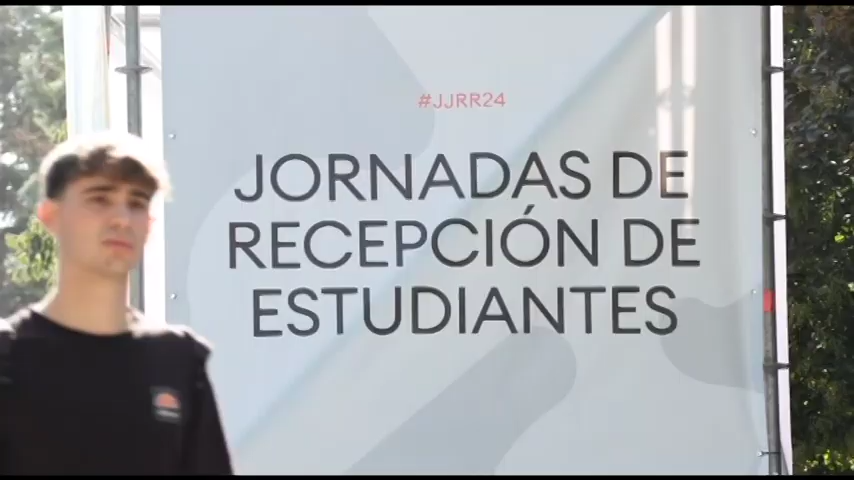 #JJRR24
JORNADAS DE
RECEPCIÓN DE
ESTUDIANTES